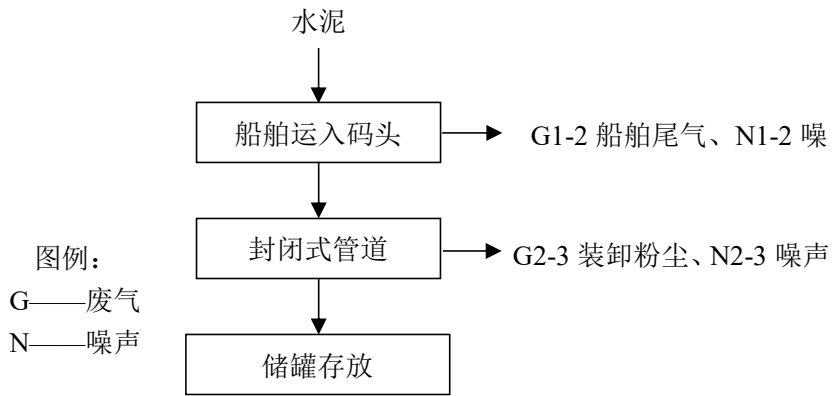 水泥
船舶运入码头
G1-2 船舶尾气、N1-2 噪
封闭式管道
G2-3 装卸粉尘、N2-3 噪声
图例：
G——废气
N——噪声
储罐存放